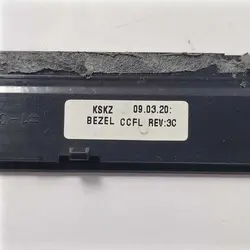 KSKZ 09.03.20:
BEZEL CCFL REV:3C